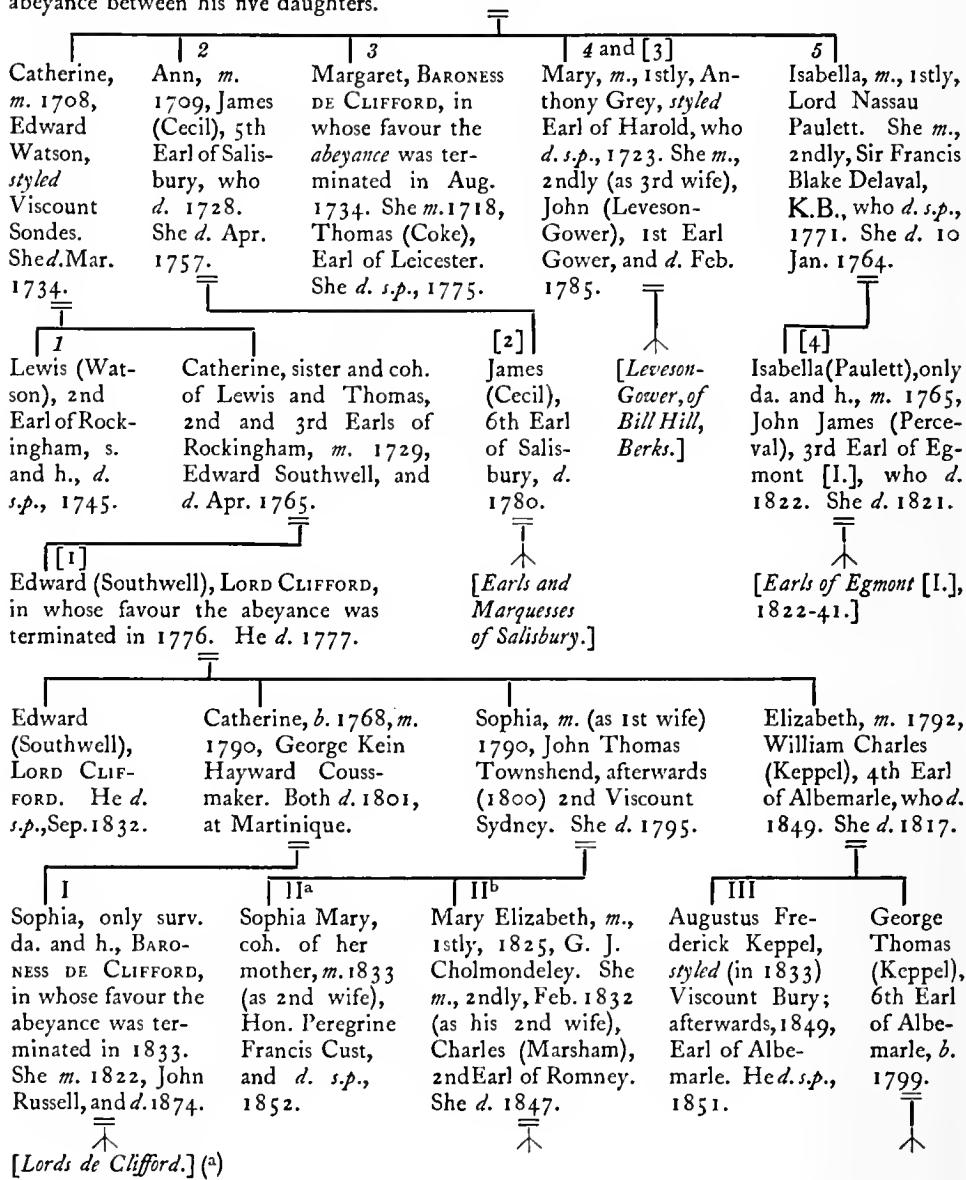 abeyance between his five daughters.
Catherine,
m. 1708,
Edward
Watson,
styled
Viscount
Sondes.
She d. Mar.
1734.
2
Ann, m.
1709, James
(Cecil), 5th
Earl of Salis-
bury, who
d. 1728.
She d. Apr.
1757.
3
Margaret, BARONESS
DE CLIFFORD, in
whose favour the
abeyance was ter-
minated in Aug.
1734. She m. 1718,
Thomas (Coke),
Earl of Leicester.
She d. s.p., 1775.
4 and [3]
Mary, m., 1stly, An-
thony Grey, styled
Earl of Harold, who
d. s.p., 1723. She m.,
2ndly (as 3rd wife),
John (Leveson-
Gower), 1st Earl
Gower, and d. Feb.
1785.
5
Isabella, m., 1stly,
Lord Nassau
Paulett. She m.,
2ndly, Sir Francis
Blake Delaval,
K.B., who d. s.p.,
1771. She d. 10
Jan. 1764.
1
Lewis (Wat-
son), 2nd
Earl of Rock-
ingham, s.
and h., d.
s.p., 1745.
Catherine, sister and coh.
of Lewis and Thomas,
2nd and 3rd Earls of
Rockingham, m. 1729,
Edward Southwell, and
d. Apr. 1765.
[2]
James
(Cecil),
6th Earl
of Salis-
bury, d.
1780.
[Leveson-
Gower, of
Bill Hill,
Berks.]
[4]
Isabella (Paulett), only
da. and h., m. 1765,
John James (Perce-
val), 3rd Earl of Eg-
mont [I.], who d.
1822. She d. 1821.
[1]
Edward (Southwell), LORD CLIFFORD,
in whose favour the abeyance was
terminated in 1776. He d. 1777.
[Earls and
Marquesses
of Salisbury.]
[Earls of Egmont [I.],
1822-41.]
Edward
(Southwell),
LORD CLIF-
FORD. He d.
s.p., Sep. 1832.
Catherine, b. 1768, m.
1790, George Kein
Hayward Couss-
maker. Both d. 1801,
at Martinique.
Sophia, m. (as 1st wife)
1790, John Thomas
Townshend, afterwards
(1800) 2nd Viscount
Sydney. She d. 1795.
Elizabeth, m. 1792,
William Charles
(Keppel), 4th Earl
of Albemarle, who d.
1849. She d. 1817.
I
Sophia, only surv.
da. and h., BARO-
NESS DE CLIFFORD,
in whose favour the
abeyance was ter-
minated in 1833.
She m. 1822, John
Russell, and d. 1874.
IIa
Sophia Mary,
coh. of her
mother, m. 1833
(as 2nd wife),
Hon. Peregrine
Francis Cust,
and d. s.p.,
1852.
IIb
Mary Elizabeth, m.,
1stly, 1825, G. J.
Cholmondeley. She
m., 2ndly, Feb. 1832
(as his 2nd wife),
Charles (Marsham),
2nd Earl of Romney.
She d. 1847.
III
Augustus Fre-
derick Keppel,
styled (in 1833)
Viscount Bury;
afterwards, 1849,
Earl of Albe-
marle. He d. s.p.,
1851.
George
Thomas
(Keppel),
6th Earl
of Albe-
marle, b.
1799.
[Lords de Clifford.] (a)